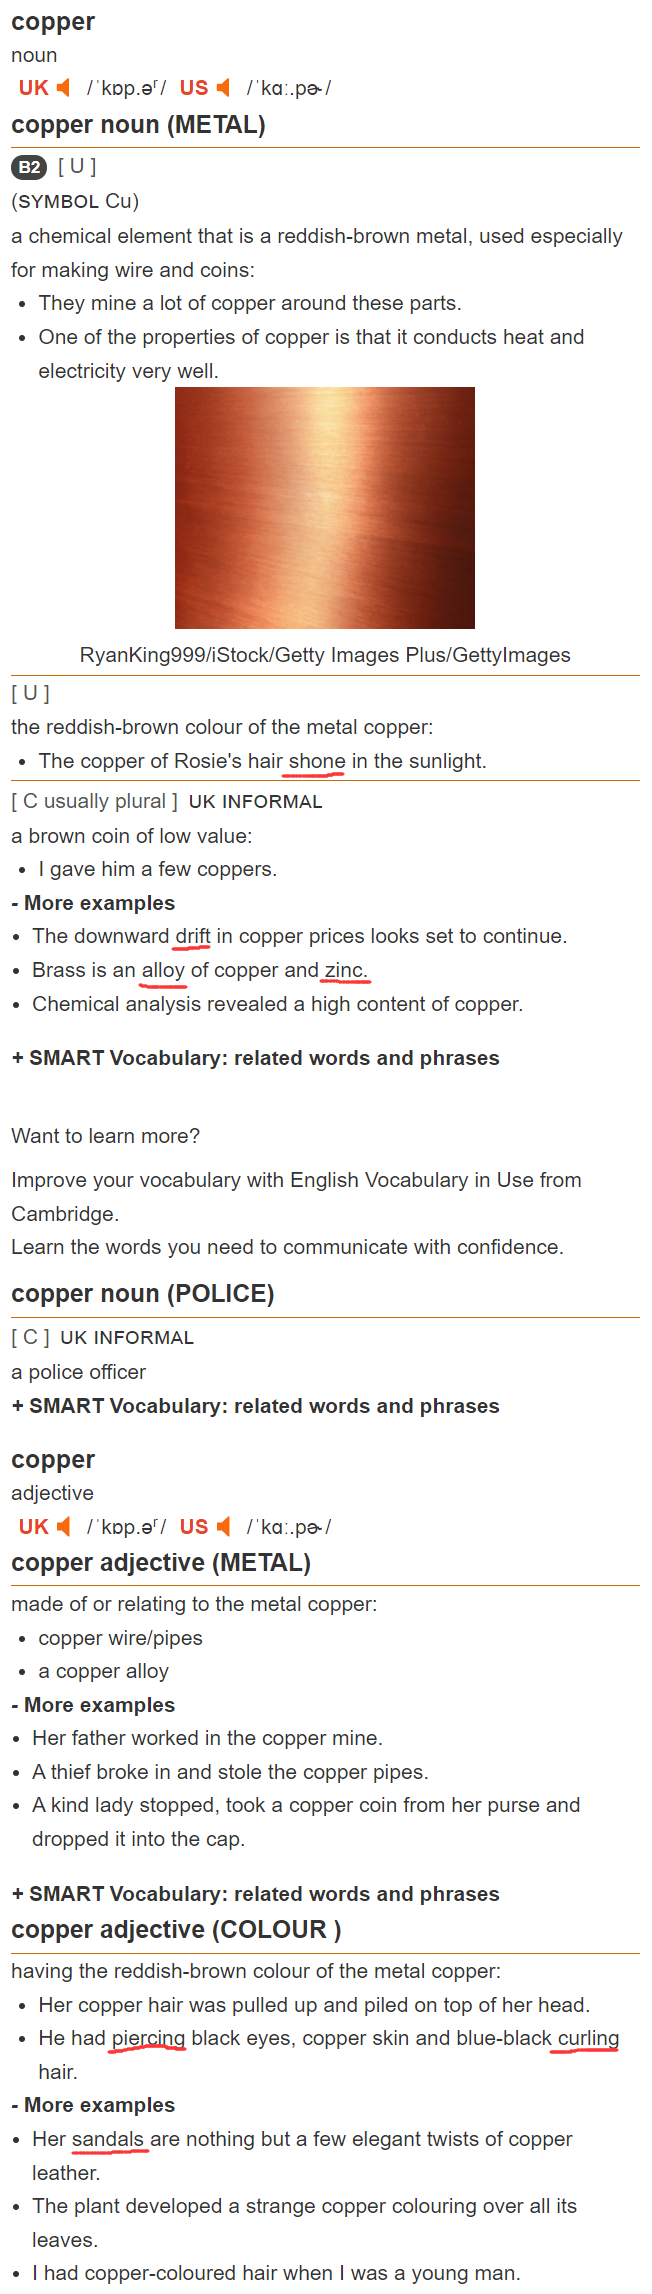 copper
noun
UK /ˈkɒp.əʳ/ US /ˈkɑː.pɚ/
copper noun (METAL)
B2 [ U ]
(SYMBOL Cu)
a chemical element that is a reddish-brown metal, used especially
for making wire and coins:
• They mine a lot of copper around these parts.
• One of the properties of copper is that it conducts heat and
electricity very well.
RyanKing999/iStock/Getty Images Plus/GettyImages
[ U ]
the reddish-brown colour of the metal copper:
• The copper of Rosie's hair shone in the sunlight.
[ C usually plural ] UK INFORMAL
a brown coin of low value:
• I gave him a few coppers.
- More examples
• The downward drift in copper prices looks set to continue.
• Brass is an alloy of copper and zinc.
• Chemical analysis revealed a high content of copper.
+ SMART Vocabulary: related words and phrases
Want to learn more?
Improve your vocabulary with English Vocabulary in Use from
Cambridge.
Learn the words you need to communicate with confidence.
copper noun (POLICE)
[ C ] UK INFORMAL
a police officer
+ SMART Vocabulary: related words and phrases
copper
adjective
UK /ˈkɒp.əʳ/ US /ˈkɑː.pɚ/
copper adjective (METAL)
made of or relating to the metal copper:
• copper wire/pipes
• a copper alloy
- More examples
• Her father worked in the copper mine.
• A thief broke in and stole the copper pipes.
• A kind lady stopped, took a copper coin from her purse and
dropped it into the cap.
+ SMART Vocabulary: related words and phrases
copper adjective (COLOUR )
having the reddish-brown colour of the metal copper:
• Her copper hair was pulled up and piled on top of her head.
• He had piercing black eyes, copper skin and blue-black curling
hair.
- More examples
• Her sandals are nothing but a few elegant twists of copper
leather.
• The plant developed a strange copper colouring over all its
leaves.
• I had copper-coloured hair when I was a young man.